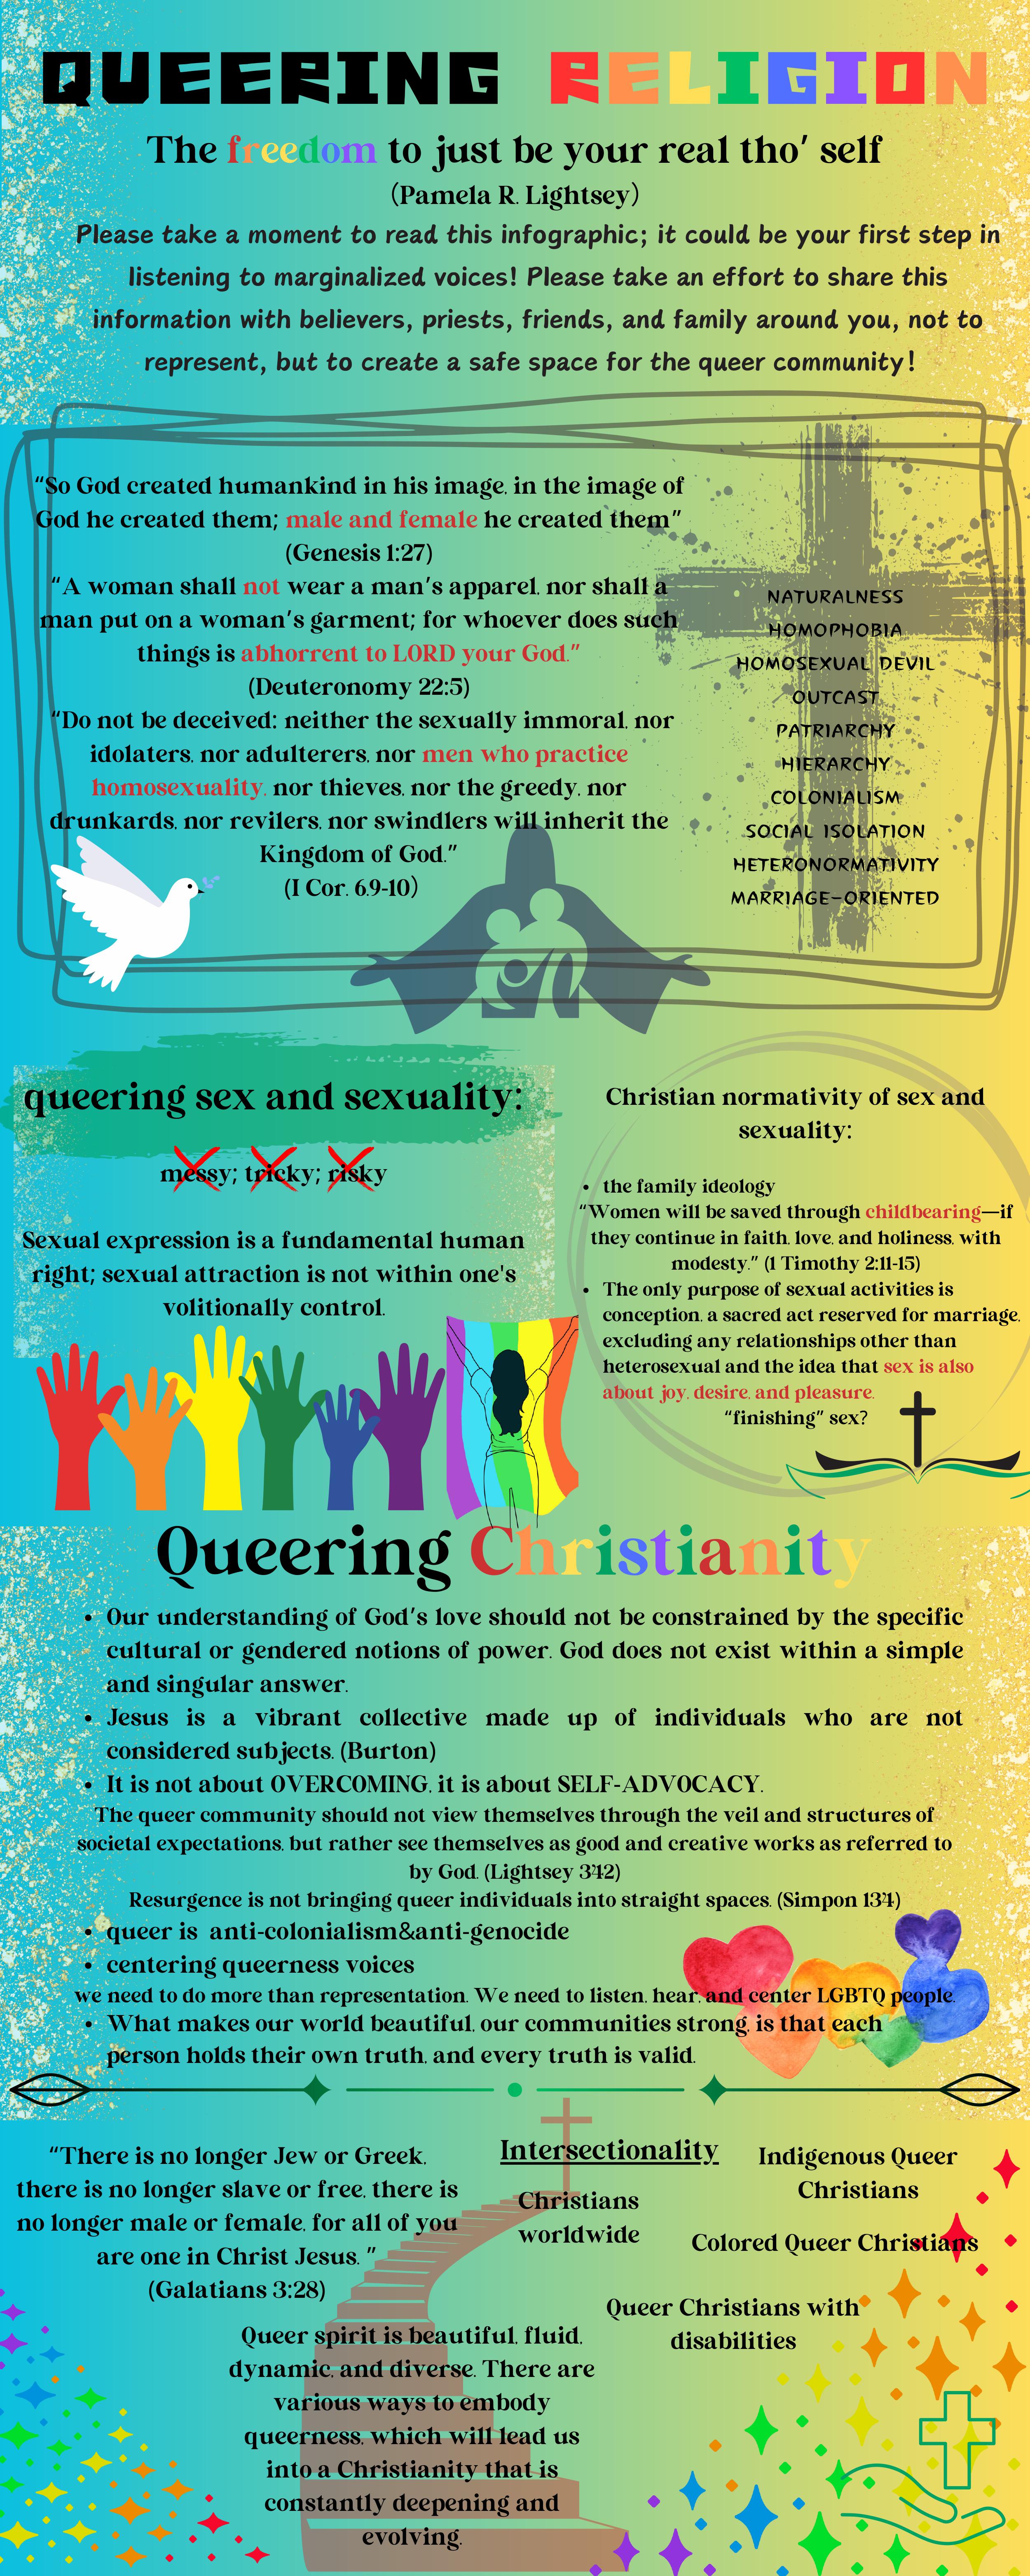 QUEERING RELIGION
The freedom to just be your real tho' self
(Pamela R. Lightsey)
Please take a moment to read this infographic; it could be your first step in
listening to marginalized voices! Please take an effort to share this
information with believers, priests, friends, and family around you, not to
represent, but to create a safe space for the queer community!
“So God created humankind in his image, in the image of
God he created them; male and female he created them”
(Genesis 1:27)
“A woman shall not wear a man's apparel, nor shall a
man put on a woman's garment; for whoever does such
things is abhorrent to LORD your God.”
(Deuteronomy 22:5)
“Do not be deceived: neither the sexually immoral, nor
idolaters, nor adulterers, nor men who practice
homosexuality, nor thieves, nor the greedy, nor
drunkards, nor revilers, nor swindlers will inherit the
Kingdom of God.”
(I Cor. 6:9-10)
NATURALNESS
HOMOPHOBIA
HOMOSEXUAL DEVIL
OUTCAST
PATRIARCHY
HIERARCHY
COLONIALISM
SOCIAL ISOLATION
HETERONORMATIVITY
MARRIAGE-ORIENTED
queering sex and sexuality:
messy; tricky; risky
Sexual expression is a fundamental human
right; sexual attraction is not within one's
volitionally control.
Christian normativity of sex and
sexuality:
• the family ideology
“Women will be saved through childbearing—if
they continue in faith, love, and holiness, with
modesty.” (1 Timothy 2:11-15)
• The only purpose of sexual activities is
conception, a sacred act reserved for marriage,
excluding any relationships other than
heterosexual and the idea that sex is also
about joy, desire, and pleasure.
“finishing” sex?
Queering Christianity
• Our understanding of God's love should not be constrained by the specific
cultural or gendered notions of power. God does not exist within a simple
and singular answer.
• Jesus is a vibrant collective made up of individuals who are not
considered subjects. (Burton)
• It is not about OVERCOMING, it is about SELF-ADVOCACY.
The queer community should not view themselves through the veil and structures of
societal expectations, but rather see themselves as good and creative works as referred to
by God. (Lightsey 342)
Resurgence is not bringing queer individuals into straight spaces. (Simpon 134)
• queer is anti-colonialism&anti-genocide
• centering queerness voices
we need to do more than representation. We need to listen, hear, and center LGBTQ people.
• What makes our world beautiful, our communities strong, is that each
person holds their own truth, and every truth is valid.
“There is no longer Jew or Greek,
there is no longer slave or free, there is
no longer male or female, for all of you
are one in Christ Jesus. ”
(Galatians 3:28)
Intersectionality
Christians
worldwide
Indigenous Queer
Christians
Colored Queer Christians
Queer Christians with
disabilities
Queer spirit is beautiful, fluid,
dynamic, and diverse. There are
various ways to embody
queerness, which will lead us
into a Christianity that is
constantly deepening and
evolving.